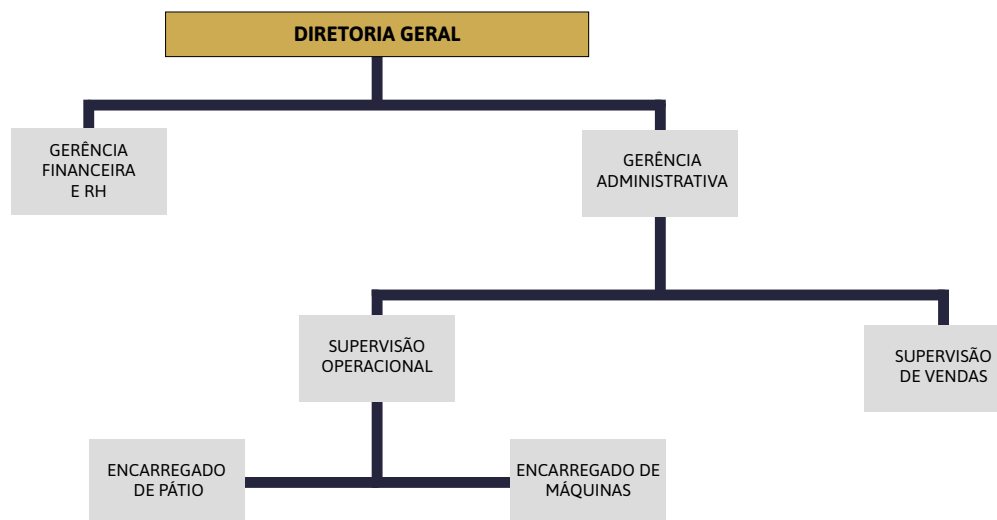 DIRETORIA GERAL
GERÊNCIA
FINANCEIRA
E RH
GERÊNCIA
ADMINISTRATIVA
SUPERVISÃO
OPERACIONAL
SUPERVISÃO
DE VENDAS
ENCARREGADO
DE PÁTIO
ENCARREGADO DE
MÁQUINAS